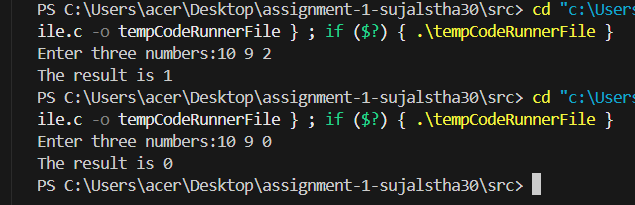 PS C:\Users\acer\Desktop\assignment-1-sujalstha30\src> cd "c:\Users
ile.c -o tempCodeRunnerFile } ; if ($?) { .\tempCodeRunnerFile }
Enter three numbers:10 9 2
The result is 1
PS C:\Users\acer\Desktop\assignment-1-sujalstha30\src> cd "c:\Users
ile.c -o tempCodeRunnerFile } ; if ($?) { .\tempCodeRunnerFile }
Enter three numbers:10 9 0
The result is 0
PS C:\Users\acer\Desktop\assignment-1-sujalstha30\src>